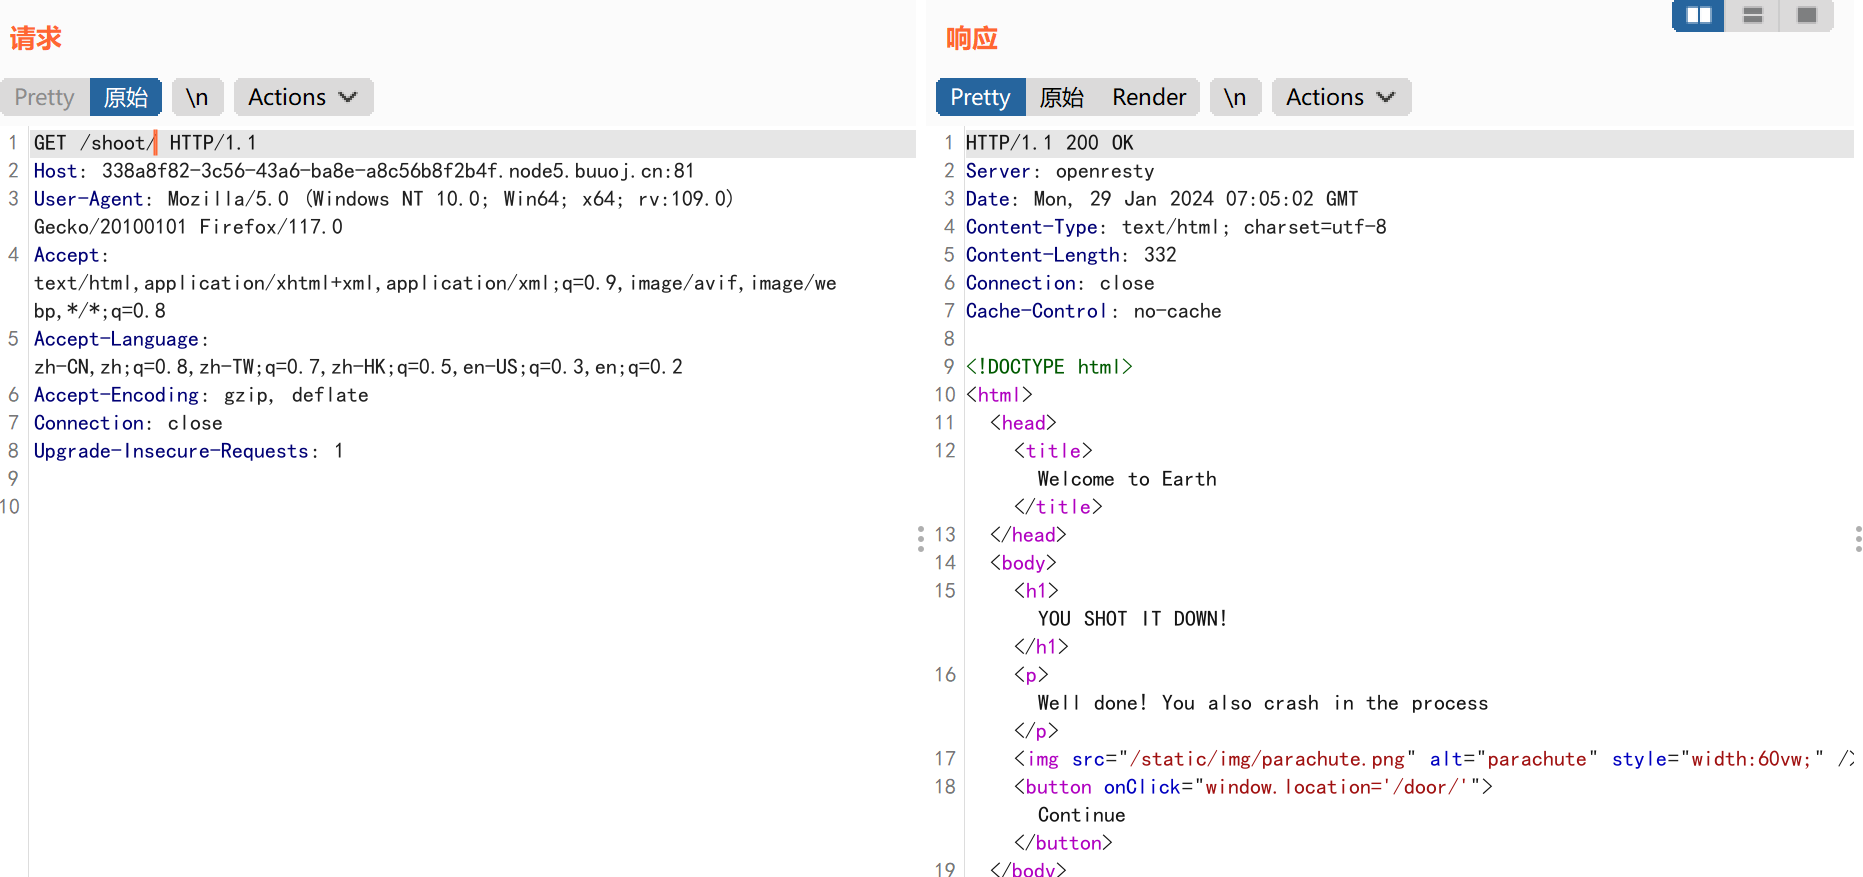 请求
Pretty 原始 \n Actions
1 GET /shoot/ HTTP/1.1
2 Host: 338a8f82-3c56-43a6-ba8e-a8c56b8f2b4f.node5.buuoj.cn:81
3 User-Agent: Mozilla/5.0 (Windows NT 10.0; Win64; x64; rv:109.0)
Gecko/20100101 Firefox/117.0
4 Accept:
text/html,application/xhtml+xml,application/xml;q=0.9,image/avif,image/we
bp,*/*;q=0.8
5 Accept-Language:
zh-CN,zh;q=0.8,zh-TW;q=0.7,zh-HK;q=0.5,en-US;q=0.3,en;q=0.2
6 Accept-Encoding: gzip, deflate
7 Connection: close
8 Upgrade-Insecure-Requests: 1
9
10
响应
Pretty 原始 Render \n Actions
1 HTTP/1.1 200 OK
2 Server: openresty
3 Date: Mon, 29 Jan 2024 07:05:02 GMT
4 Content-Type: text/html; charset=utf-8
5 Content-Length: 332
6 Connection: close
7 Cache-Control: no-cache
8
9 <!DOCTYPE html>
10 <html>
11 <head>
12 <title>
Welcome to Earth
</title>
13 </head>
14 <body>
15 <h1>
YOU SHOT IT DOWN!
</h1>
16 <p>
Well done! You also crash in the process
</p>
17 <img src="/static/img/parachute.png" alt="parachute" style="width:60vw;" />
18 <button onClick="window.location='/door/'">
Continue
</button>
19 </body>